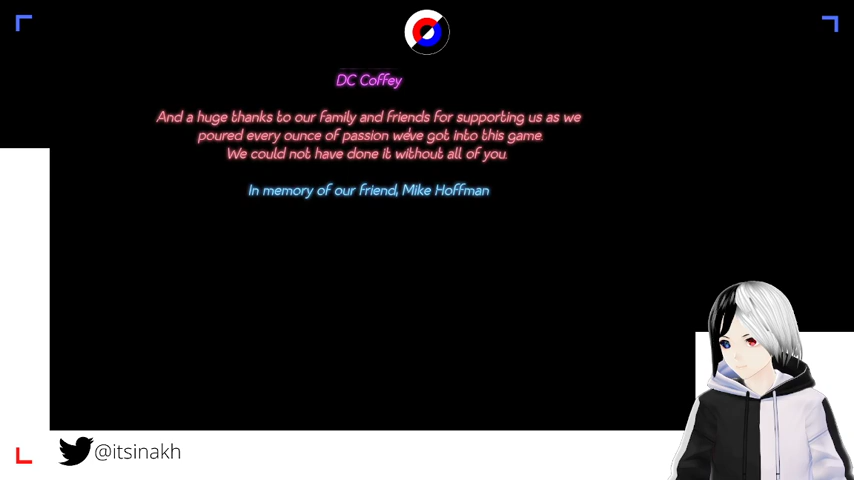 DC Coffey
And a huge thanks to our family and friends for supporting us as we
poured every ounce of passion we've got into this game.
We could not have done it without all of you.
In memory of our friend, Mike Hoffman
@itsinakh